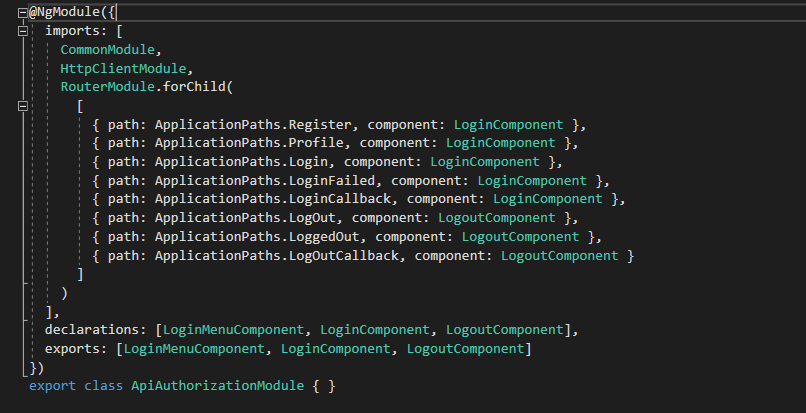 @NgModule({
imports: [
CommonModule,
HttpClientModule,
RouterModule.forChild(
[
{ path: ApplicationPaths.Register, component: LoginComponent },
{ path: ApplicationPaths.Profile, component: LoginComponent },
{ path: ApplicationPaths.Login, component: LoginComponent },
{ path: ApplicationPaths.LoginFailed, component: LoginComponent },
{ path: ApplicationPaths.LoginCallback, component: LoginComponent },
{ path: ApplicationPaths.LogOut, component: LogoutComponent },
{ path: ApplicationPaths.LoggedOut, component: LogoutComponent },
{ path: ApplicationPaths.LogOutCallback, component: LogoutComponent }
]
)
],
declarations: [LoginMenuComponent, LoginComponent, LogoutComponent],
exports: [LoginMenuComponent, LoginComponent, LogoutComponent]
})
export class ApiAuthorizationModule { }